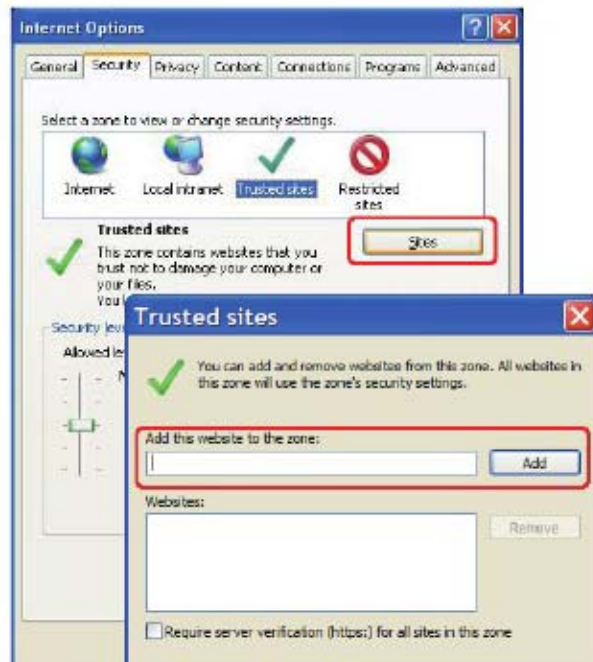 Internet Options
General Security Privacy Content Connections Programs Advanced
Select a zone to view or change security settings.
Internet Local intranet Trusted sites Restricted
sites
Trusted sites
Sites
This zone contains websites that you
trust not to damage your computer or
your files.
Security
Trusted sites
You can add and remove websites from this zone. All websites in
this zone will use the zone's security settings.
Add this website to the zone:
Add
Websites:
Remove
Require server verification (https:) for all sites in this zone